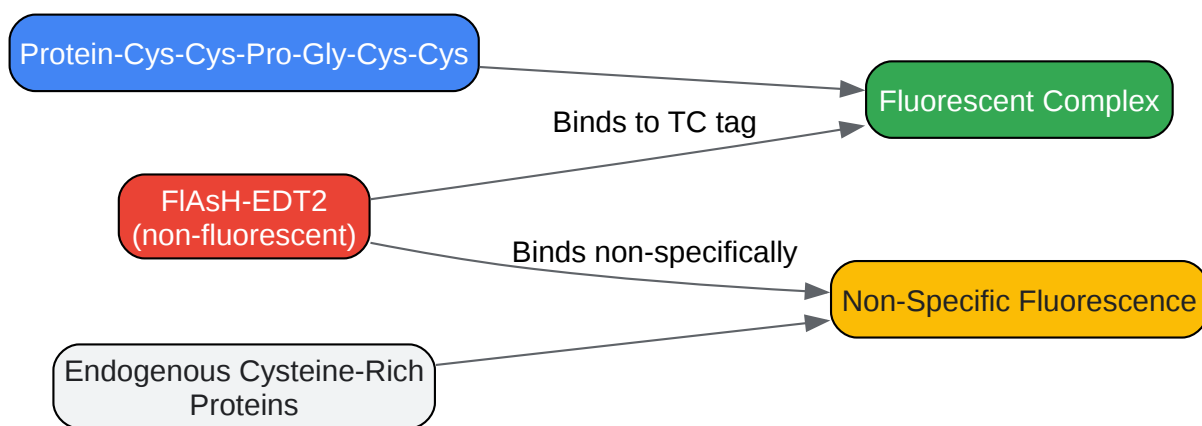 Protein-Cys-Cys-Pro-Gly-Cys-Cys
Fluorescent Complex
Binds to TC tag
FlAsH-EDT2
(non-fluorescent)
Binds non-specifically
Non-Specific Fluorescence
Endogenous Cysteine-Rich
Proteins